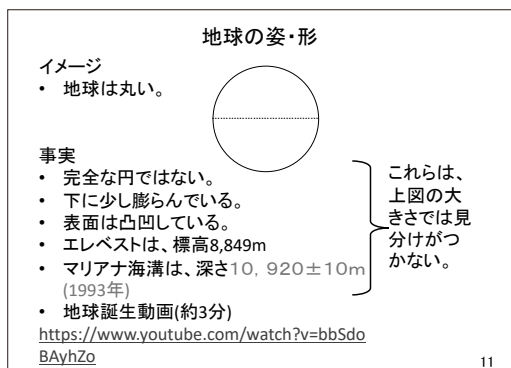 地球の姿・形
イメージ
• 地球は丸い。
事実
• 完全な円ではない。
• 下に少し膨らんでいる。
• 表面は凸凹している。
• エレベストは、標高8,849m
• マリアナ海溝は、深さ10，920±10m
(1993年)
これらは、
上図の大
きさでは見
分けがつ
かない。
• 地球誕生動画(約3分)
https://www.youtube.com/watch?v=bbSdo
BAyhZo
11